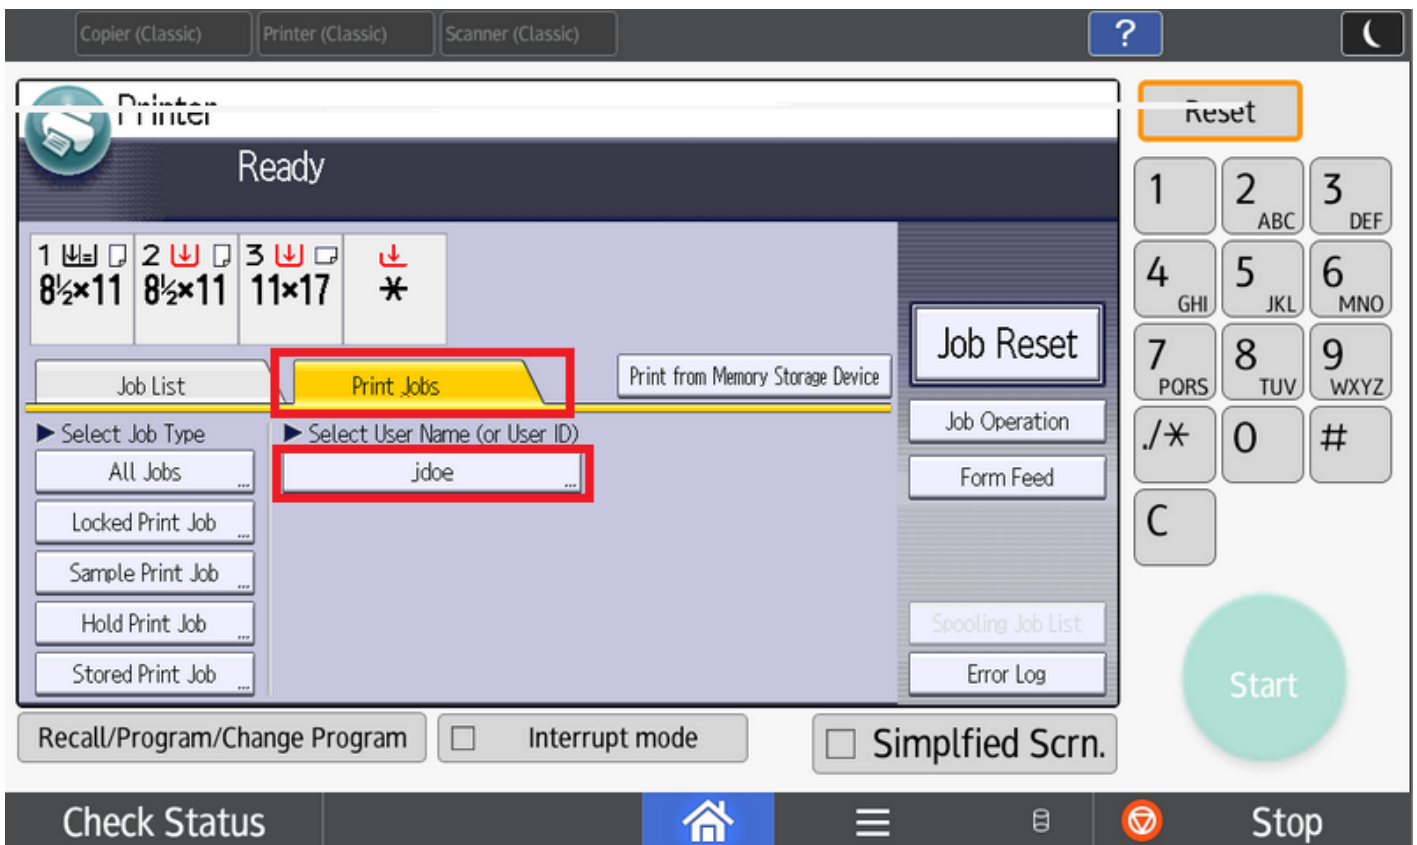 Copier (Classic) Printer (Classic) Scanner (Classic) ?
Printer
Reset
Ready
1 2 ABC 3 DEF
1 2 3
8½×11 8½×11 11×17 *
4 GHI 5 JKL 6 MNO
Job Reset
7 PQRS 8 TUV 9 WXYZ
Job List Print Jobs Print from Memory Storage Device
Job Operation
./* 0 #
Select Job Type Select User Name (or User ID)
All Jobs ... jdoe ...
Form Feed
Locked Print Job ...
C
Sample Print Job ...
Hold Print Job ...
Spooling Job List
Stored Print Job ...
Error Log
Start
Recall/Program/Change Program Interrupt mode Simplfied Scrn.
Check Status Stop